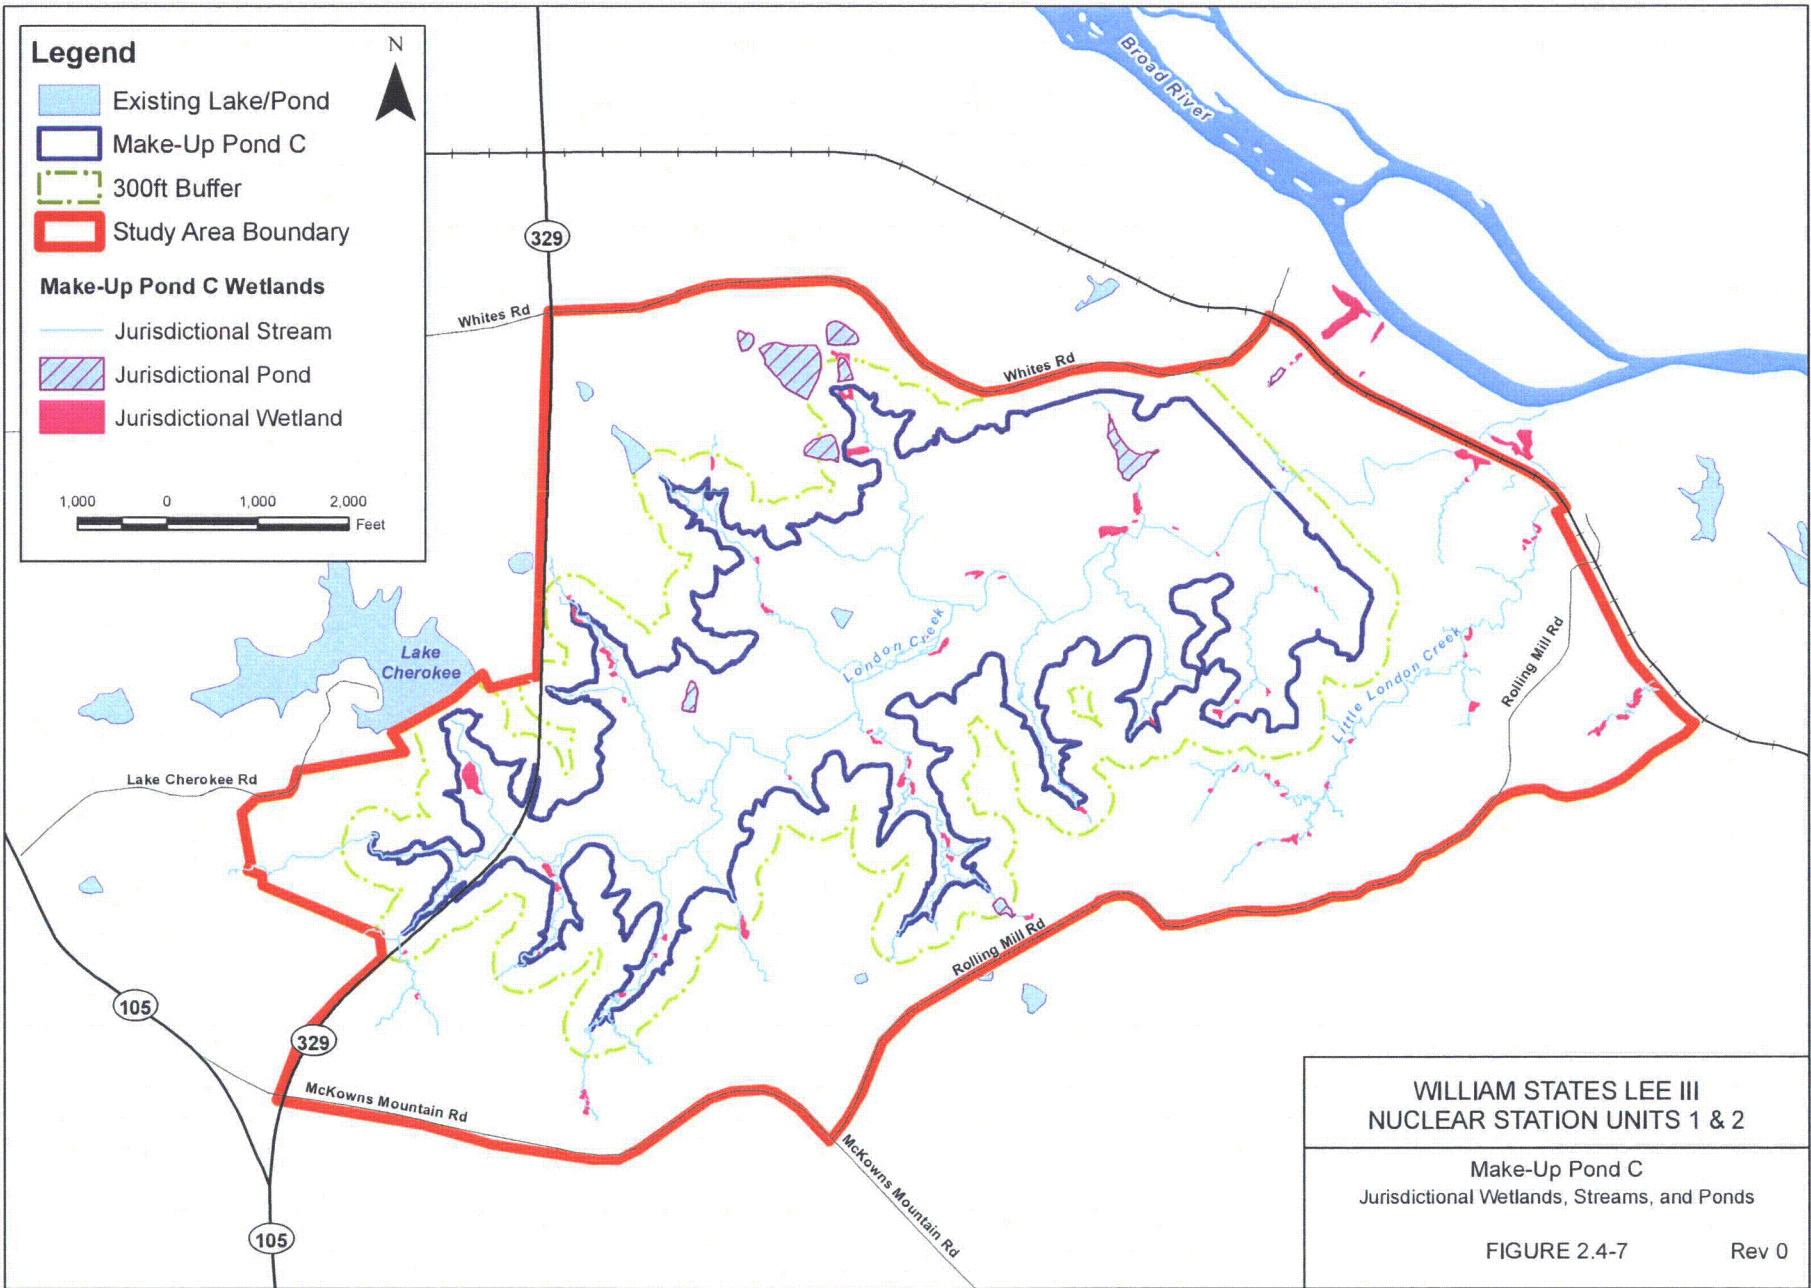 Legend
N
Existing Lake/Pond
Make-Up Pond C
300ft Buffer
Study Area Boundary
Make-Up Pond C Wetlands
Jurisdictional Stream
Jurisdictional Pond
Jurisdictional Wetland
1,000 0 1,000 2,000
Feet
Broad River
329
Whites Rd
Whites Rd
London Creek
Lake
Cherokee
Little London Creek
Rolling Mill Rd
Lake Cherokee Rd
Rolling Mill Rd
105
329
McKowns Mountain Rd
McKowns Mountain Rd
105
WILLIAM STATES LEE III
NUCLEAR STATION UNITS 1 & 2
Make-Up Pond C
Jurisdictional Wetlands, Streams, and Ponds
FIGURE 2.4-7 Rev 0